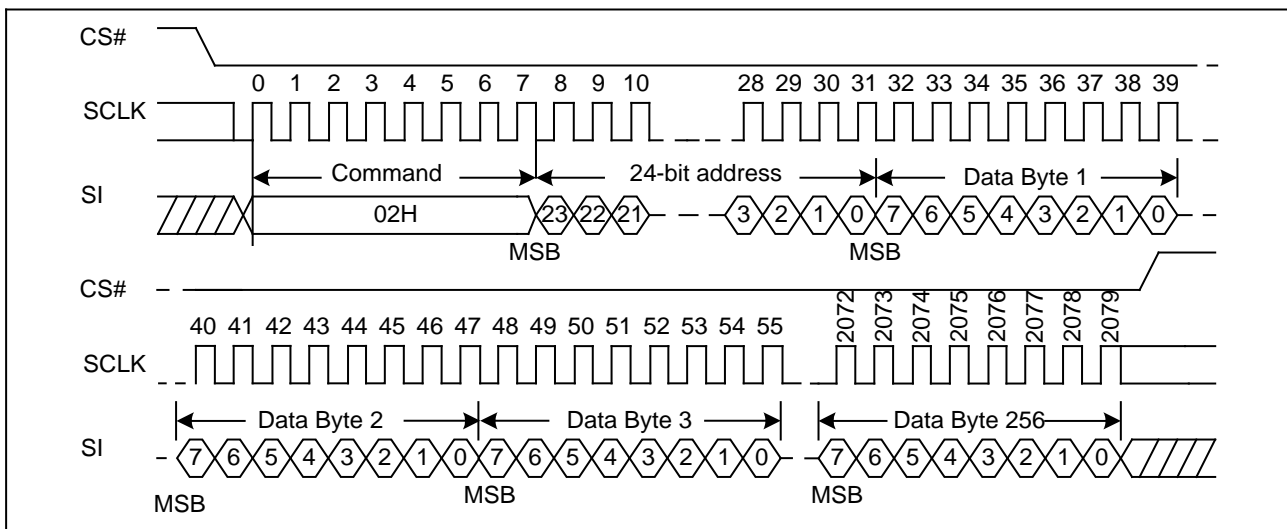 CS#
0 1 2 3 4 5 6 7 8 9 10 28 29 30 31 32 33 34 35 36 37 38 39
SCLK
Command 24-bit address Data Byte 1
SI
02H 23 22 21 3 2 1 0 7 6 5 4 3 2 1 0
MSB MSB
CS#
2072 2073 2074 2075 2076 2077 2078 2079
40 41 42 43 44 45 46 47 48 49 50 51 52 53 54 55
SCLK
Data Byte 2 Data Byte 3 Data Byte 256
SI
7 6 5 4 3 2 1 0 7 6 5 4 3 2 1 0 7 6 5 4 3 2 1 0
MSB MSB MSB